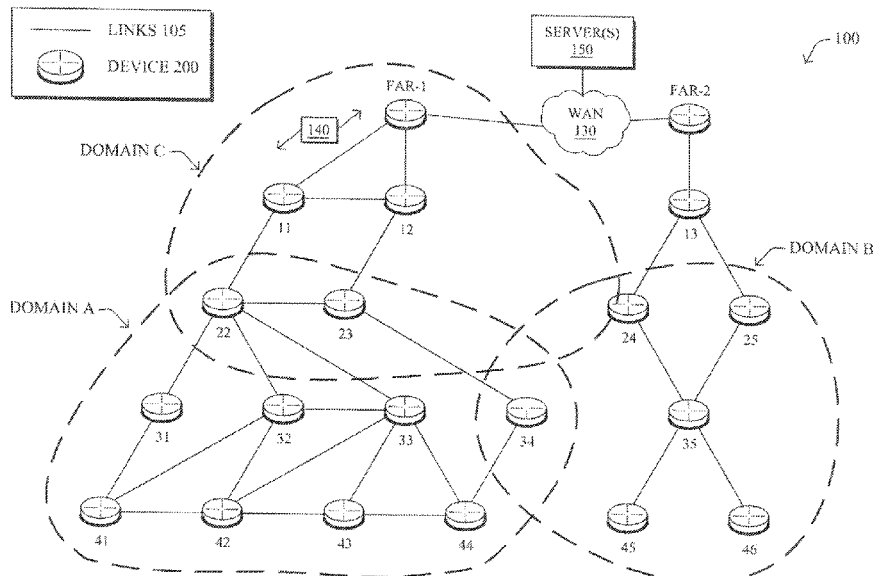 LINKS 105
DEVICE 200
SERVER(S)
150
100
FAR-1
WAN
130
FAR-2
140
DOMAIN C
11
12
13
DOMAIN B
DOMAIN A
22
23
24
25
31
32
33
34
35
41
42
43
44
45
46